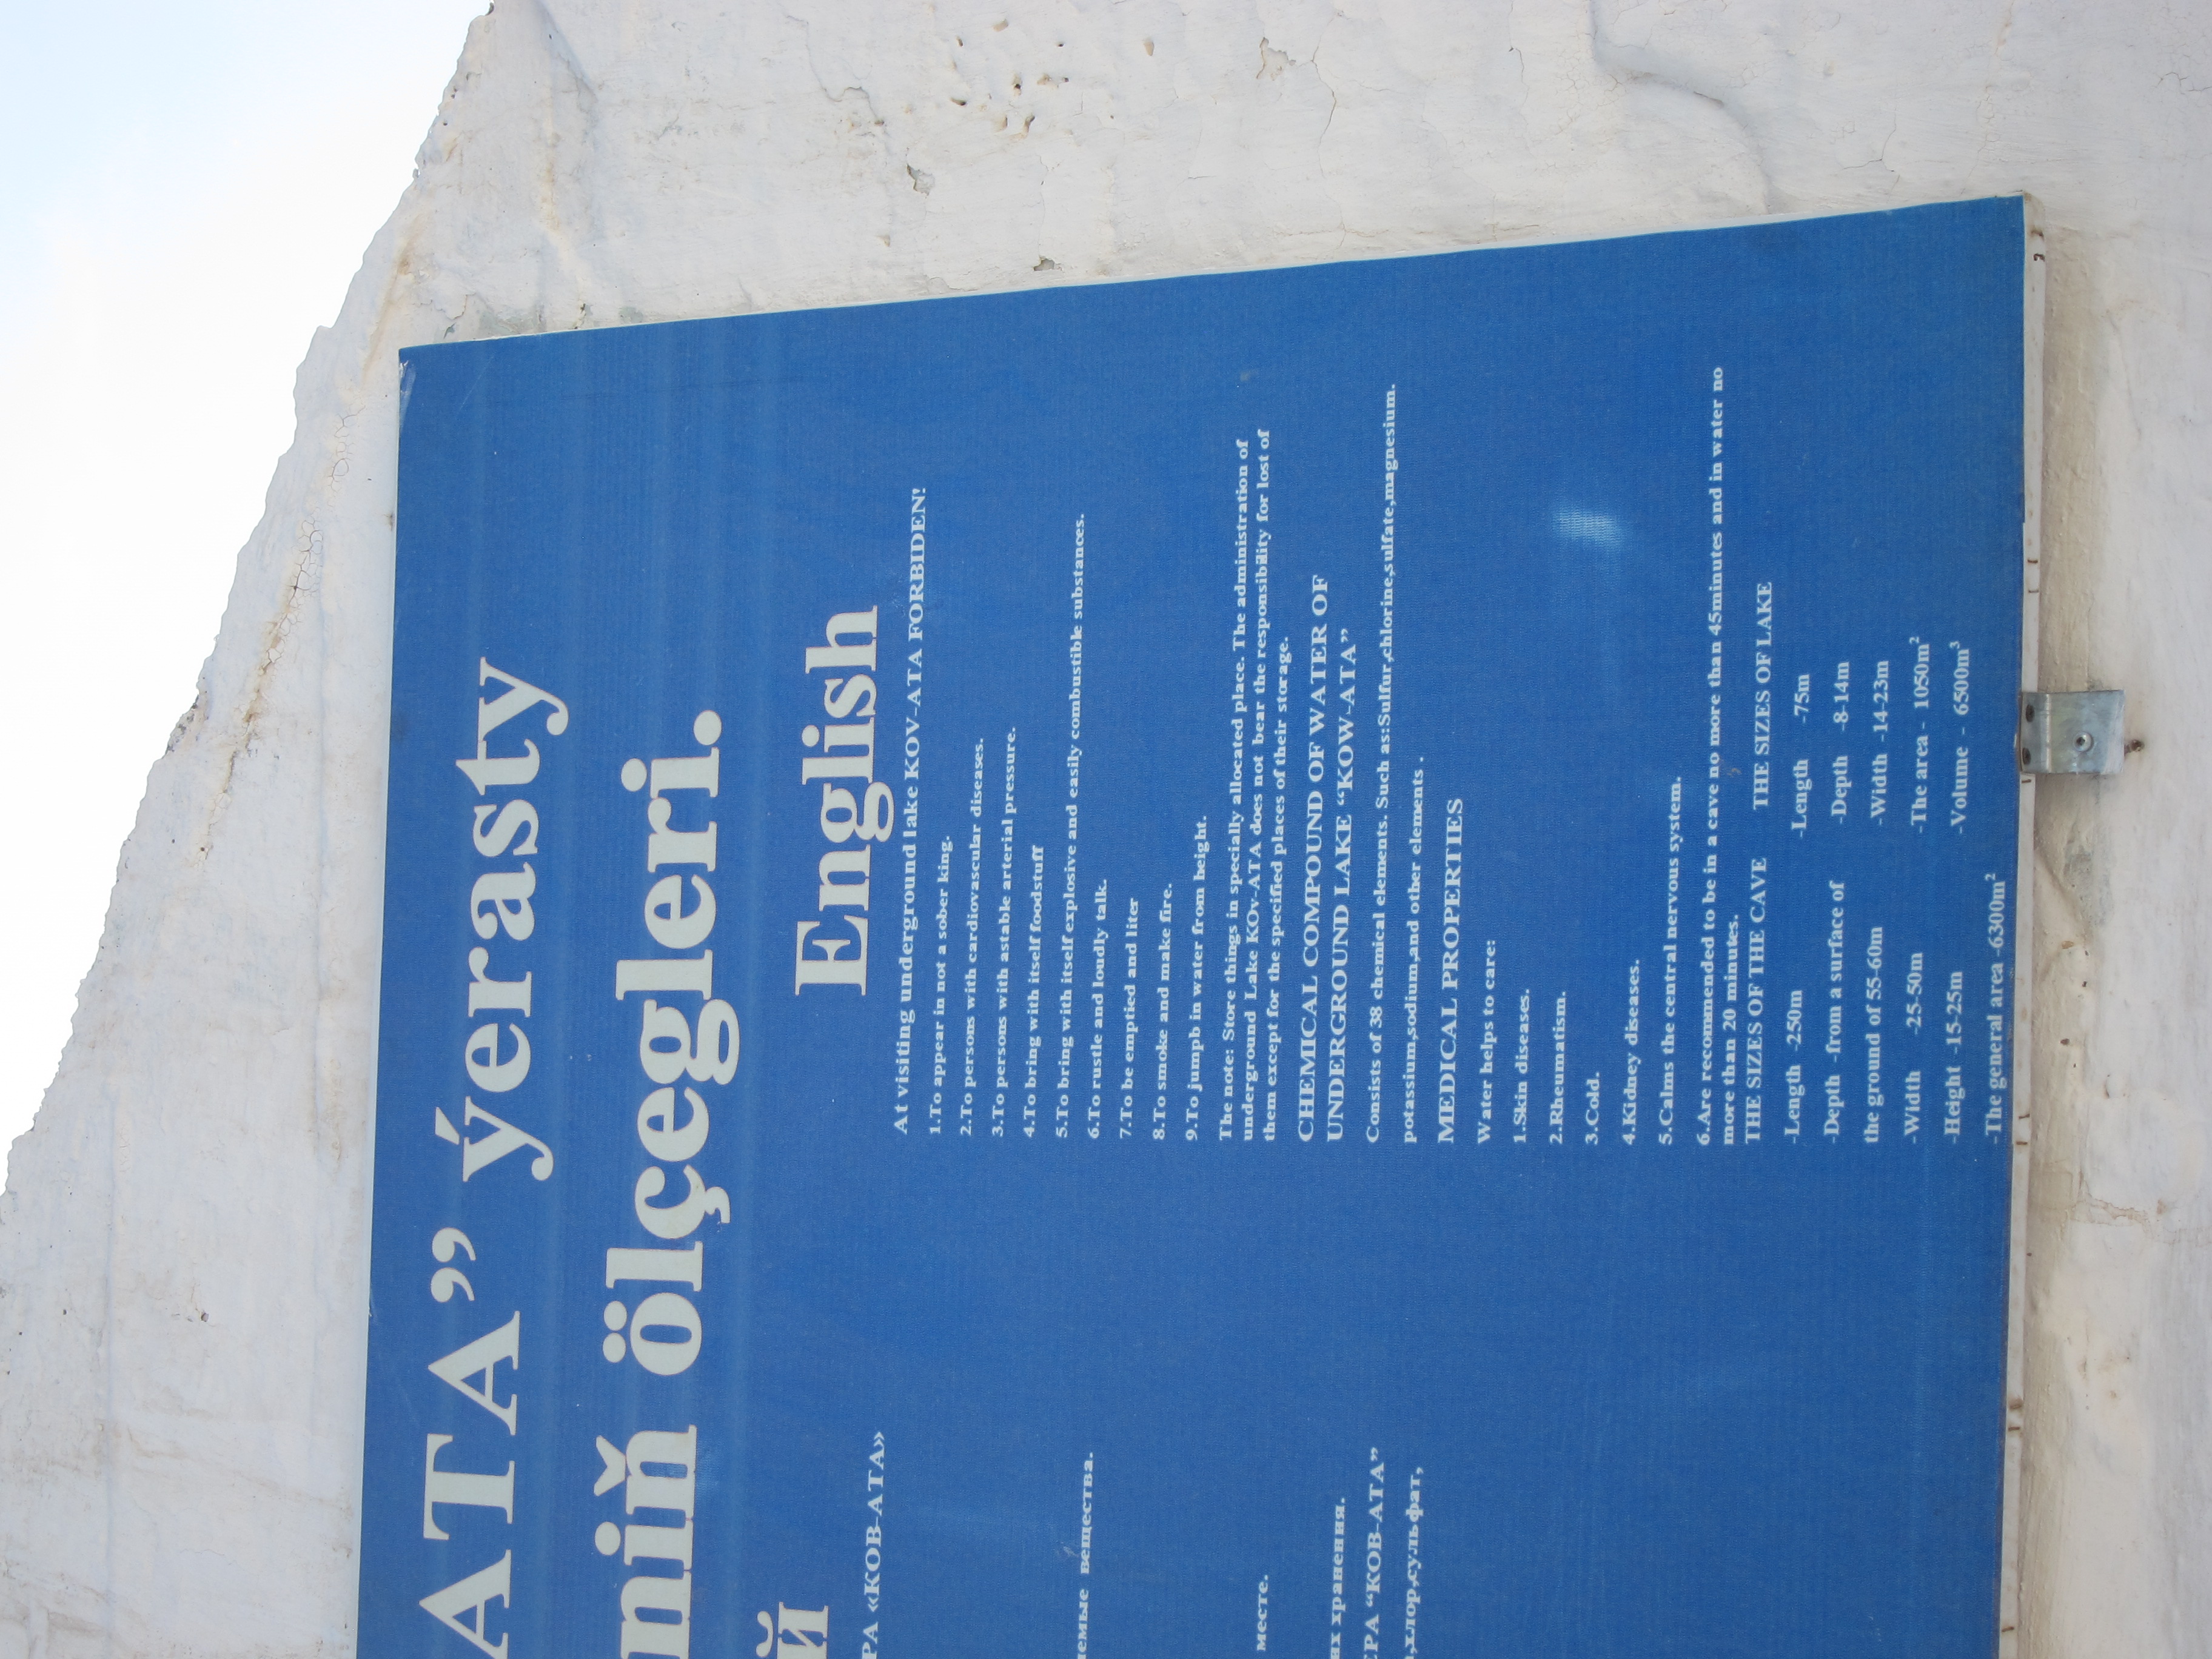 ATA” ýerasty
niň ölçegleri.
English
At visiting underground lake KOV-ATA FORBIDEN!
1.To appear in not a sober king.
2.To persons with cardiovascular diseases.
3.To persons with astable arterial pressure.
4.To bring with itself foodstuff
5.To bring with itself explosive and easily combustible substances.
6.To rustle and loudly talk.
7.To be emptied and liter
8.To smoke and make fire.
9.To jumpb in water from height.
The note: Store things in specially allocated place. The administration of
underground Lake KOv-ATA does not bear the responsibility for lost of
them except for the specified places of their storage.
CHEMICAL COMPOUND OF WATER OF
UNDERGROUND LAKE “KOW-ATA”
Consists of 38 chemical elements. Such as:Sulfur,chlorine,sulfate,magnesium.
potassium,sodium,and other elements .
MEDICAL PROPERTIES
Water helps to care:
1.Skin diseases.
2.Rheumatism.
3.Cold.
4.Kidney diseases.
5.Calms the central nervous system.
6.Are recommended to be in a cave no more than 45minutes and in water no
more than 20 minutes.
THE SIZES OF THE CAVE THE SIZES OF LAKE
-Length -250m -Length -75m
-Depth -from a surface of -Depth -8-14m
the ground of 55-60m -Width -14-23m
-Width -25-50m -The area - 1050m²
-Height -15-25m -Volume - 6500m³
-The general area -6300m²
й
РА «КОВ-АТА»
вещества.
месте.
хранения.
ЕРА “КОВ-АТА”
,хлор,сульфат,